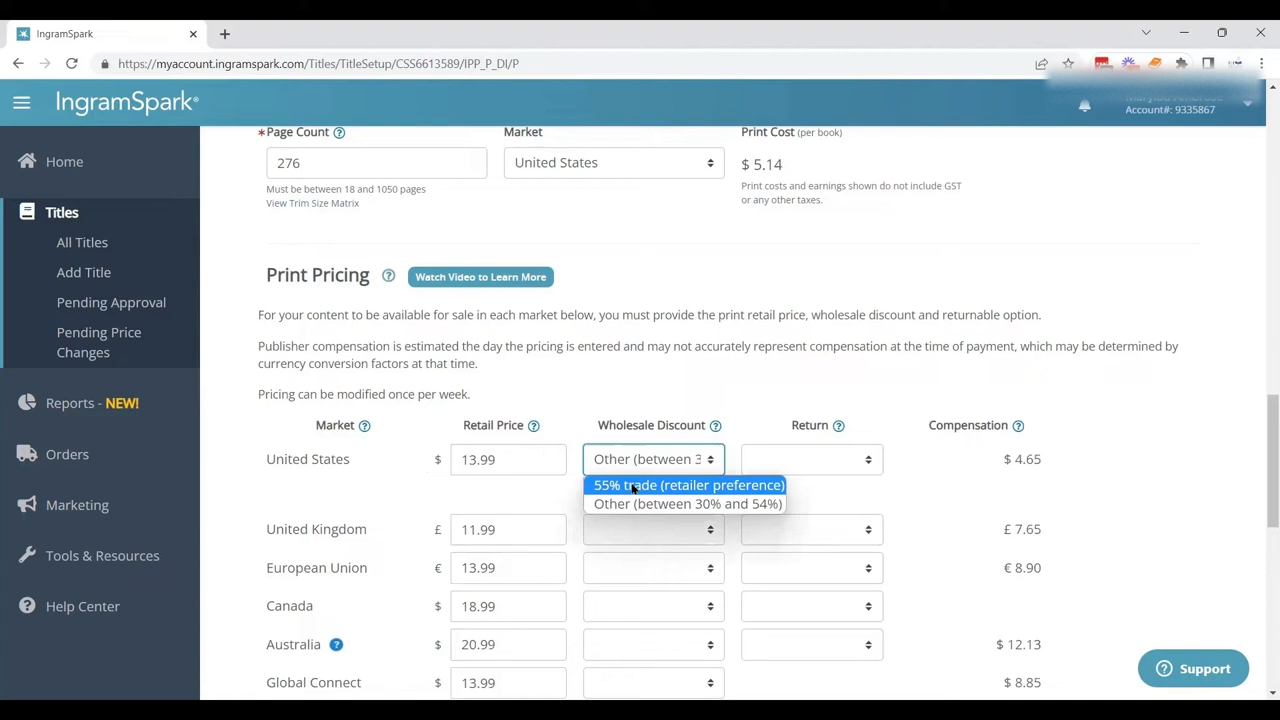 IngramSpark
https://myaccount.ingramspark.com/Titles/TitleSetup/CSS6613589/IPP_P_DI/P
IngramSpark®
Account#: 9335867
Home
Titles
All Titles
Add Title
Pending Approval
Pending Price
Changes
Reports - NEW!
Orders
Marketing
Tools & Resources
Help Center
*Page Count ?
Market
Print Cost (per book)
276
United States
$ 5.14
Must be between 18 and 1050 pages
View Trim Size Matrix
Print costs and earnings shown do not include GST
or any other taxes.
Print Pricing ?
Watch Video to Learn More
For your content to be available for sale in each market below, you must provide the print retail price, wholesale discount and returnable option.
Publisher compensation is estimated the day the pricing is entered and may not accurately represent compensation at the time of payment, which may be determined by
currency conversion factors at that time.
Pricing can be modified once per week.
Market ? Retail Price ? Wholesale Discount ? Return ? Compensation ?
United States $ 13.99 Other (between 3 $ 4.65
55% trade (retailer preference)
Other (between 30% and 54%)
United Kingdom £ 11.99 £ 7.65
European Union € 13.99 € 8.90
Canada $ 18.99
Australia ? $ 20.99 $ 12.13
Global Connect $ 13.99 $ 8.85
? Support